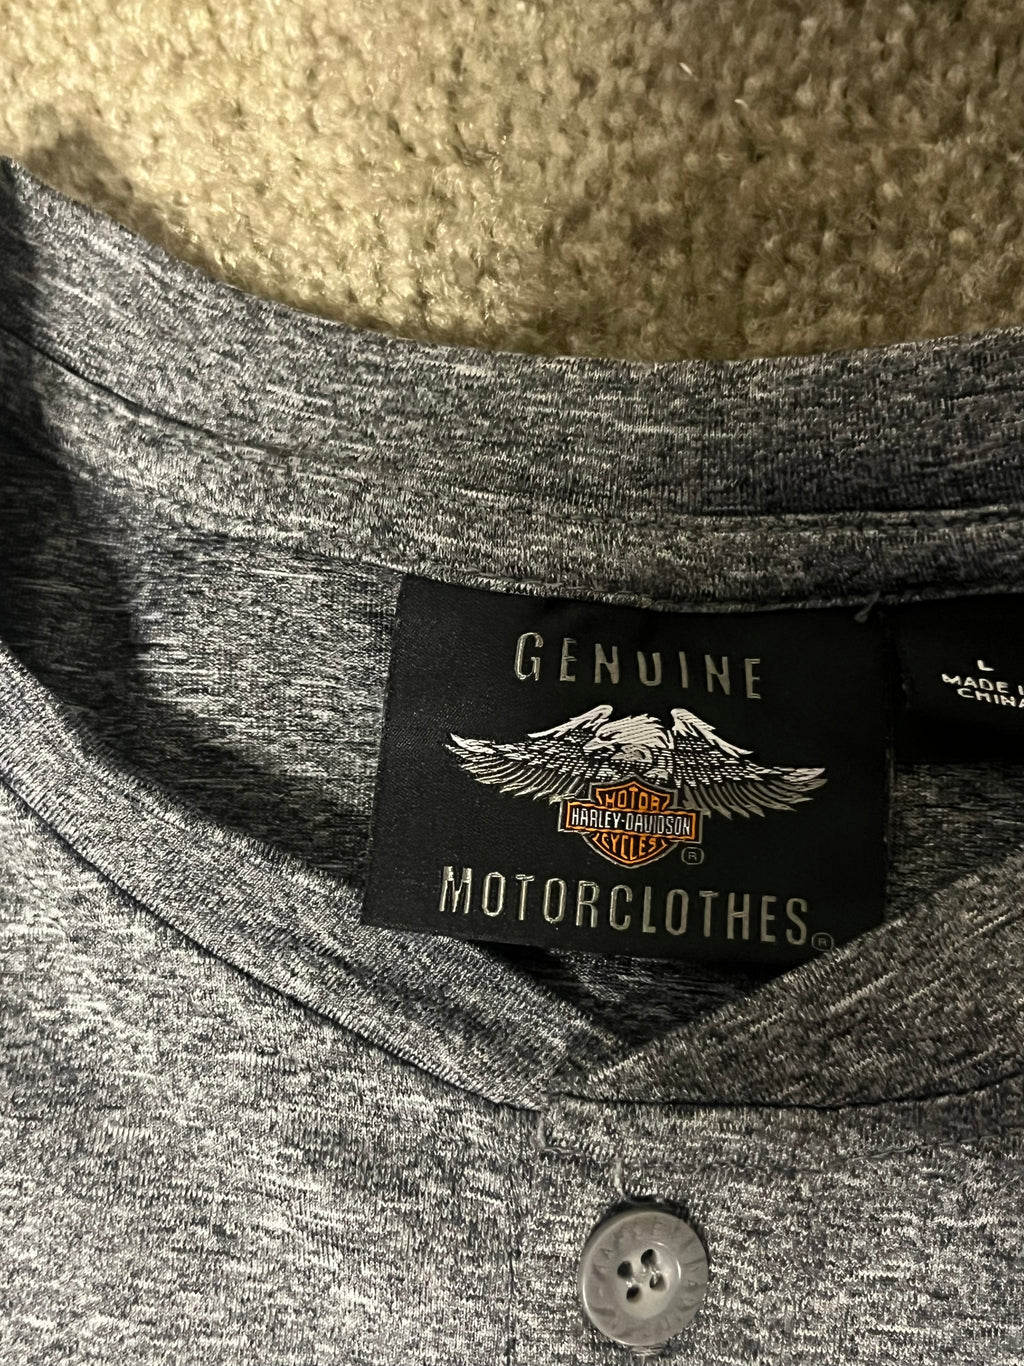 GENUINE
MOTOR
HARLEY-DAVIDSON
CYCLES
®
MOTORCLOTHES®
L
MADE I
CHINA